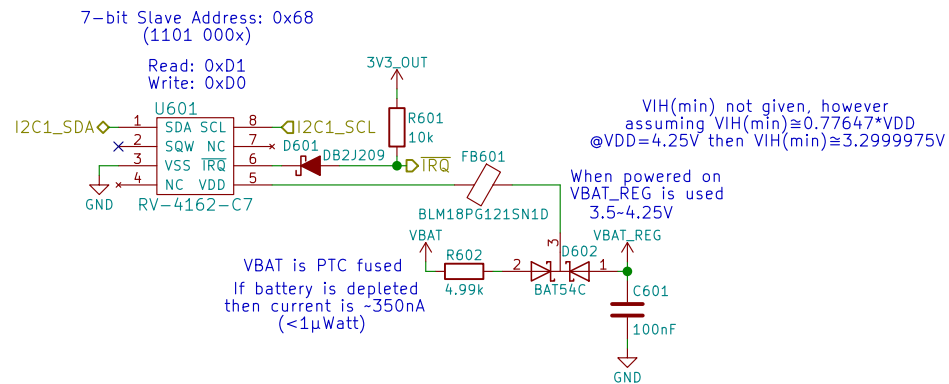 7-bit Slave Address: 0x68
(1101 000x)
Read: 0xD1
Write: 0xD0
3V3_OUT
U601
I2C1_SDA
1
SDA
SCL
8
I2C1_SCL
2
SQW
NC
7
3
VSS
IRQ
6
4
NC
VDD
5
RV-4162-C7
GND
D601
DB2J209
R601
10k
IRQ
VIH(min) not given, however
assuming VIH(min)≅0.77647*VDD
@VDD=4.25V then VIH(min)≅3.2999975V
FB601
BLM18PG121SN1D
When powered on
VBAT_REG is used
3.5~4.25V
VBAT
R602
4.99k
3
D602
2
1
BAT54C
VBAT_REG
VBAT is PTC fused
If battery is depleted
then current is ~350nA
(<1µWatt)
C601
100nF
GND